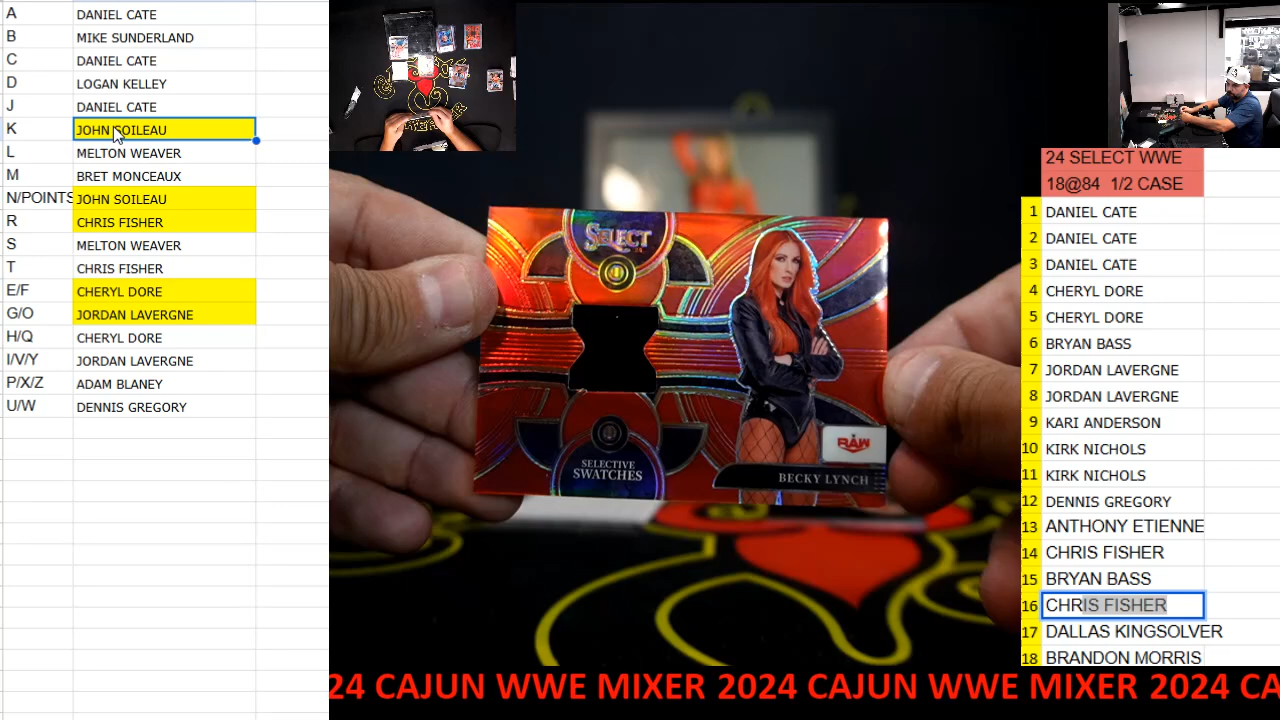 A DANIEL CATE
B MIKE SUNDERLAND
C DANIEL CATE
D LOGAN KELLEY
J DANIEL CATE
K JOHN SOILEAU
L MELTON WEAVER
M BRET MONCEAUX
N/POINTS JOHN SOILEAU
R CHRIS FISHER
S MELTON WEAVER
T CHRIS FISHER
E/F CHERYL DORE
G/O JORDAN LAVERGNE
H/Q CHERYL DORE
I/V/Y JORDAN LAVERGNE
P/X/Z ADAM BLANEY
U/W DENNIS GREGORY
SELECT
SELECTIVE
SWATCHES
RAW
BECKY LYNCH
24 SELECT WWE
18@84 1/2 CASE
1 DANIEL CATE
2 DANIEL CATE
3 DANIEL CATE
4 CHERYL DORE
5 CHERYL DORE
6 BRYAN BASS
7 JORDAN LAVERGNE
8 JORDAN LAVERGNE
9 KARI ANDERSON
10 KIRK NICHOLS
11 KIRK NICHOLS
12 DENNIS GREGORY
13 ANTHONY ETIENNE
14 CHRIS FISHER
15 BRYAN BASS
16 CHRIS FISHER
17 DALLAS KINGSOLVER
18 BRANDON MORRIS
24 CAJUN WWE MIXER 2024 CAJUN WWE MIXER 2024 CA